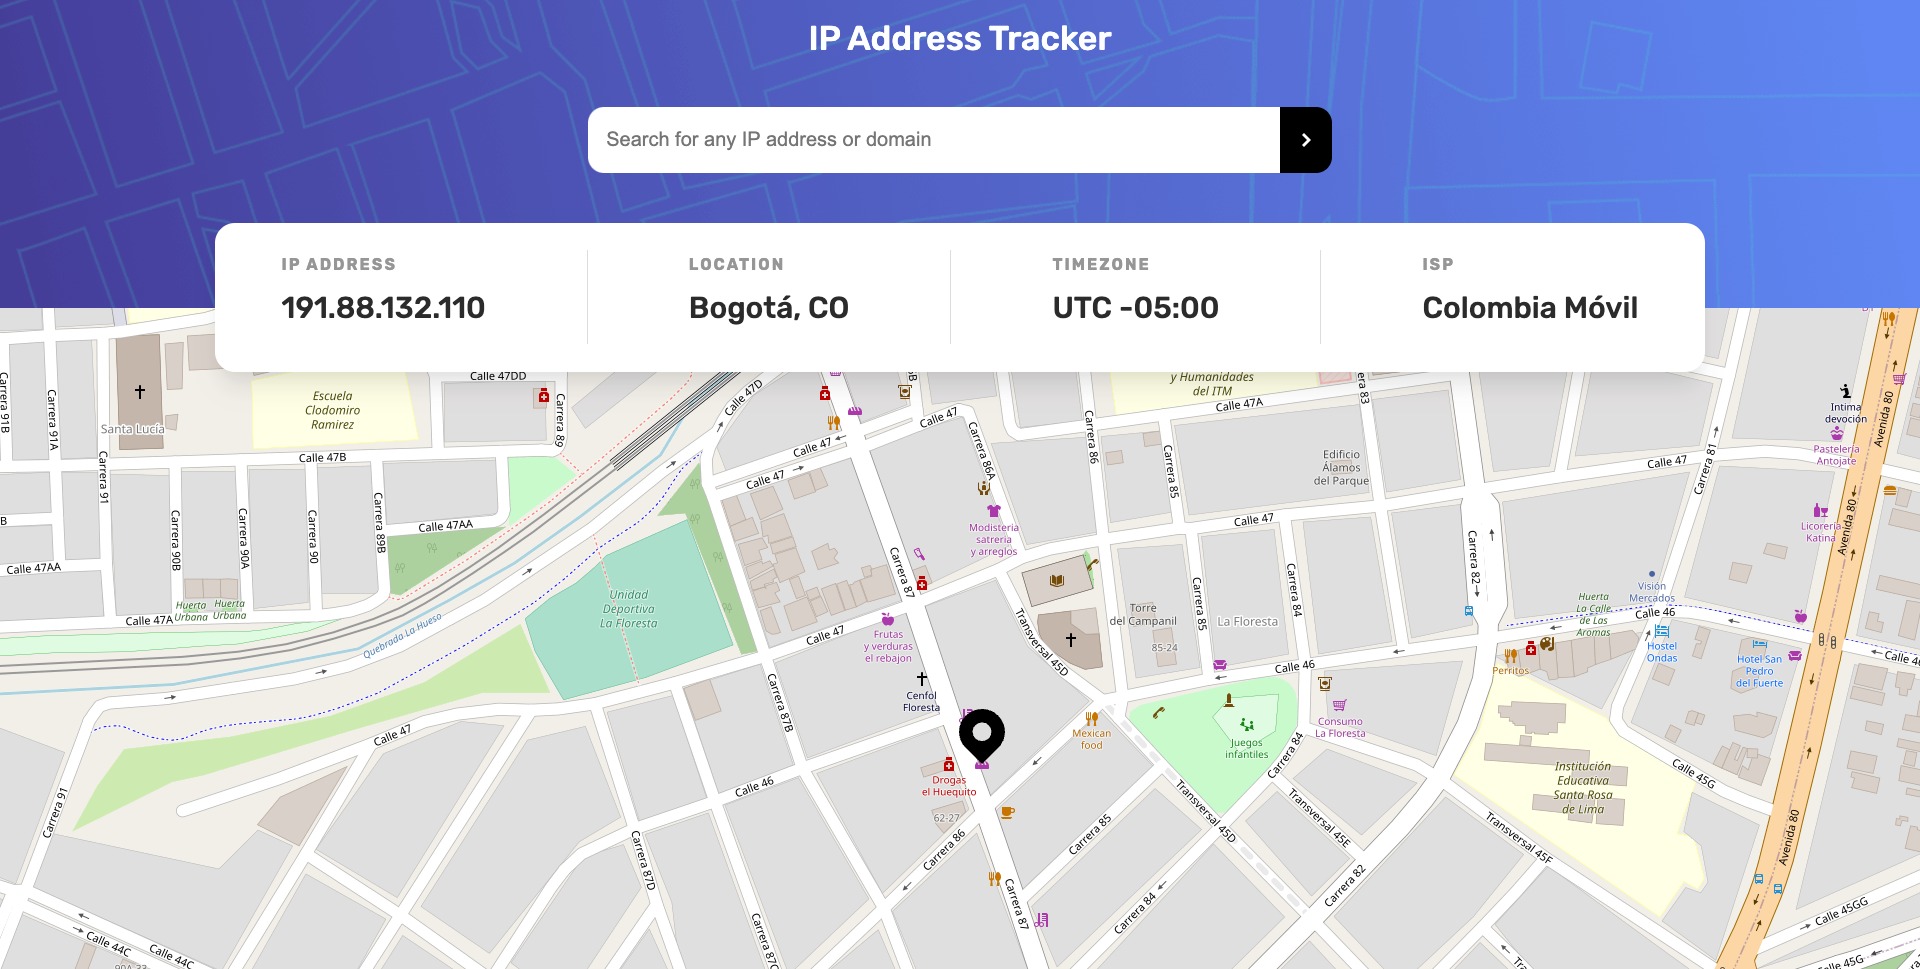 IP Address Tracker
Search for any IP address or domain
IP ADDRESS
191.88.132.110
LOCATION
Bogotá, CO
TIMEZONE
UTC -05:00
ISP
Colombia Móvil
Calle 47DD
Calle 47D
y Humanidades
del ITM
Calle 47A
Carrera 91B
Carrera 91A
Escuela
Clodomiro
Ramirez
Santa Lucía
Carrera 89
Calle 47
Calle 47
Calle 47
Carrera 86A
Carrera 86
Carrera 85
Intima
devoción
Avenida 80
Pastelería
Antojate
Calle 47B
Carrera 91
Edificio
Álamos
del Parque
Calle 47
Carrera 81
Carrera 90B
Carrera 90A
Carrera 90
Carrera 89B
Calle 47AA
Modisteria
satreria
y arreglos
Calle 47
Licorería
Katina
Avenida 80
Calle 47AA
Carrera 87
Carrera 82
Visión
Mercados
Huerta
Urbana
Huerta
Urbana
Calle 47A
Unidad
Deportiva
La Floresta
Quebrada La Hueso
Calle 47
Frutas
y verduras
el rebajon
Transversal 45D
Torre
del Campanil
85-24
Carrera 85
La Floresta
Carrera 84
Huerta
La Calle
de Las
Aromas
Calle 46
Hostel
Ondas
Hotel San
Pedro
del Fuerte
Perritos
Calle 46
Cenfol
Floresta
Carrera 87B
Calle 47
Mexican
food
Juegos
infantiles
Consumo
La Floresta
Carrera 84
Calle 46
Drogas
el Huequito
62-27
Carrera 86
Carrera 85
Transversal 45D
Transversal 45E
Institución
Educativa
Santa Rosa
de Lima
Calle 45G
Transversal 45F
Avenida 80
Carrera 91
Carrera 87D
Carrera 87
Carrera 84
Carrera 82
Calle 45GG
Calle 44C
Calle 44C
Carrera 87C
Calle 45G